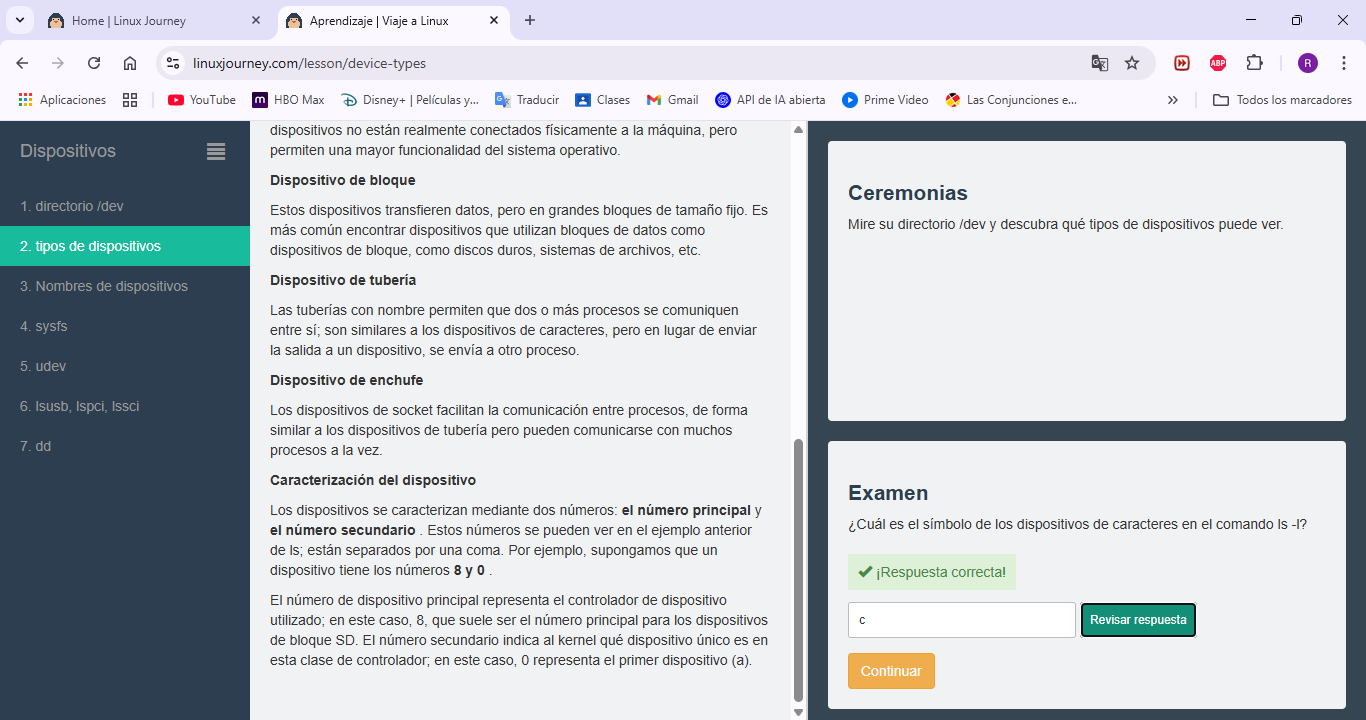 Home | Linux Journey
Aprendizaje | Viaje a Linux
linuxjourney.com/lesson/device-types
ABP
R
Aplicaciones
YouTube
HBO Max
Disney+ | Películas y...
Traducir
Clases
Gmail
API de IA abierta
Prime Video
Las Conjunciones e...
Todos los marcadores
Dispositivos
1. directorio /dev
2. tipos de dispositivos
3. Nombres de dispositivos
4. sysfs
5. udev
6. lsusb, lspci, lssci
7. dd
dispositivos no están realmente conectados físicamente a la máquina, pero
permiten una mayor funcionalidad del sistema operativo.
Dispositivo de bloque
Estos dispositivos transfieren datos, pero en grandes bloques de tamaño fijo. Es
más común encontrar dispositivos que utilizan bloques de datos como
dispositivos de bloque, como discos duros, sistemas de archivos, etc.
Dispositivo de tubería
Las tuberías con nombre permiten que dos o más procesos se comuniquen
entre sí; son similares a los dispositivos de caracteres, pero en lugar de enviar
la salida a un dispositivo, se envía a otro proceso.
Dispositivo de enchufe
Los dispositivos de socket facilitan la comunicación entre procesos, de forma
similar a los dispositivos de tubería pero pueden comunicarse con muchos
procesos a la vez.
Caracterización del dispositivo
Los dispositivos se caracterizan mediante dos números: el número principal y
el número secundario . Estos números se pueden ver en el ejemplo anterior
de ls; están separados por una coma. Por ejemplo, supongamos que un
dispositivo tiene los números 8 y 0 .
El número de dispositivo principal representa el controlador de dispositivo
utilizado; en este caso, 8, que suele ser el número principal para los dispositivos
de bloque SD. El número secundario indica al kernel qué dispositivo único es en
esta clase de controlador; en este caso, 0 representa el primer dispositivo (a).
Ceremonias
Mire su directorio /dev y descubra qué tipos de dispositivos puede ver.
Examen
¿Cuál es el símbolo de los dispositivos de caracteres en el comando ls -l?
¡Respuesta correcta!
c
Revisar respuesta
Continuar